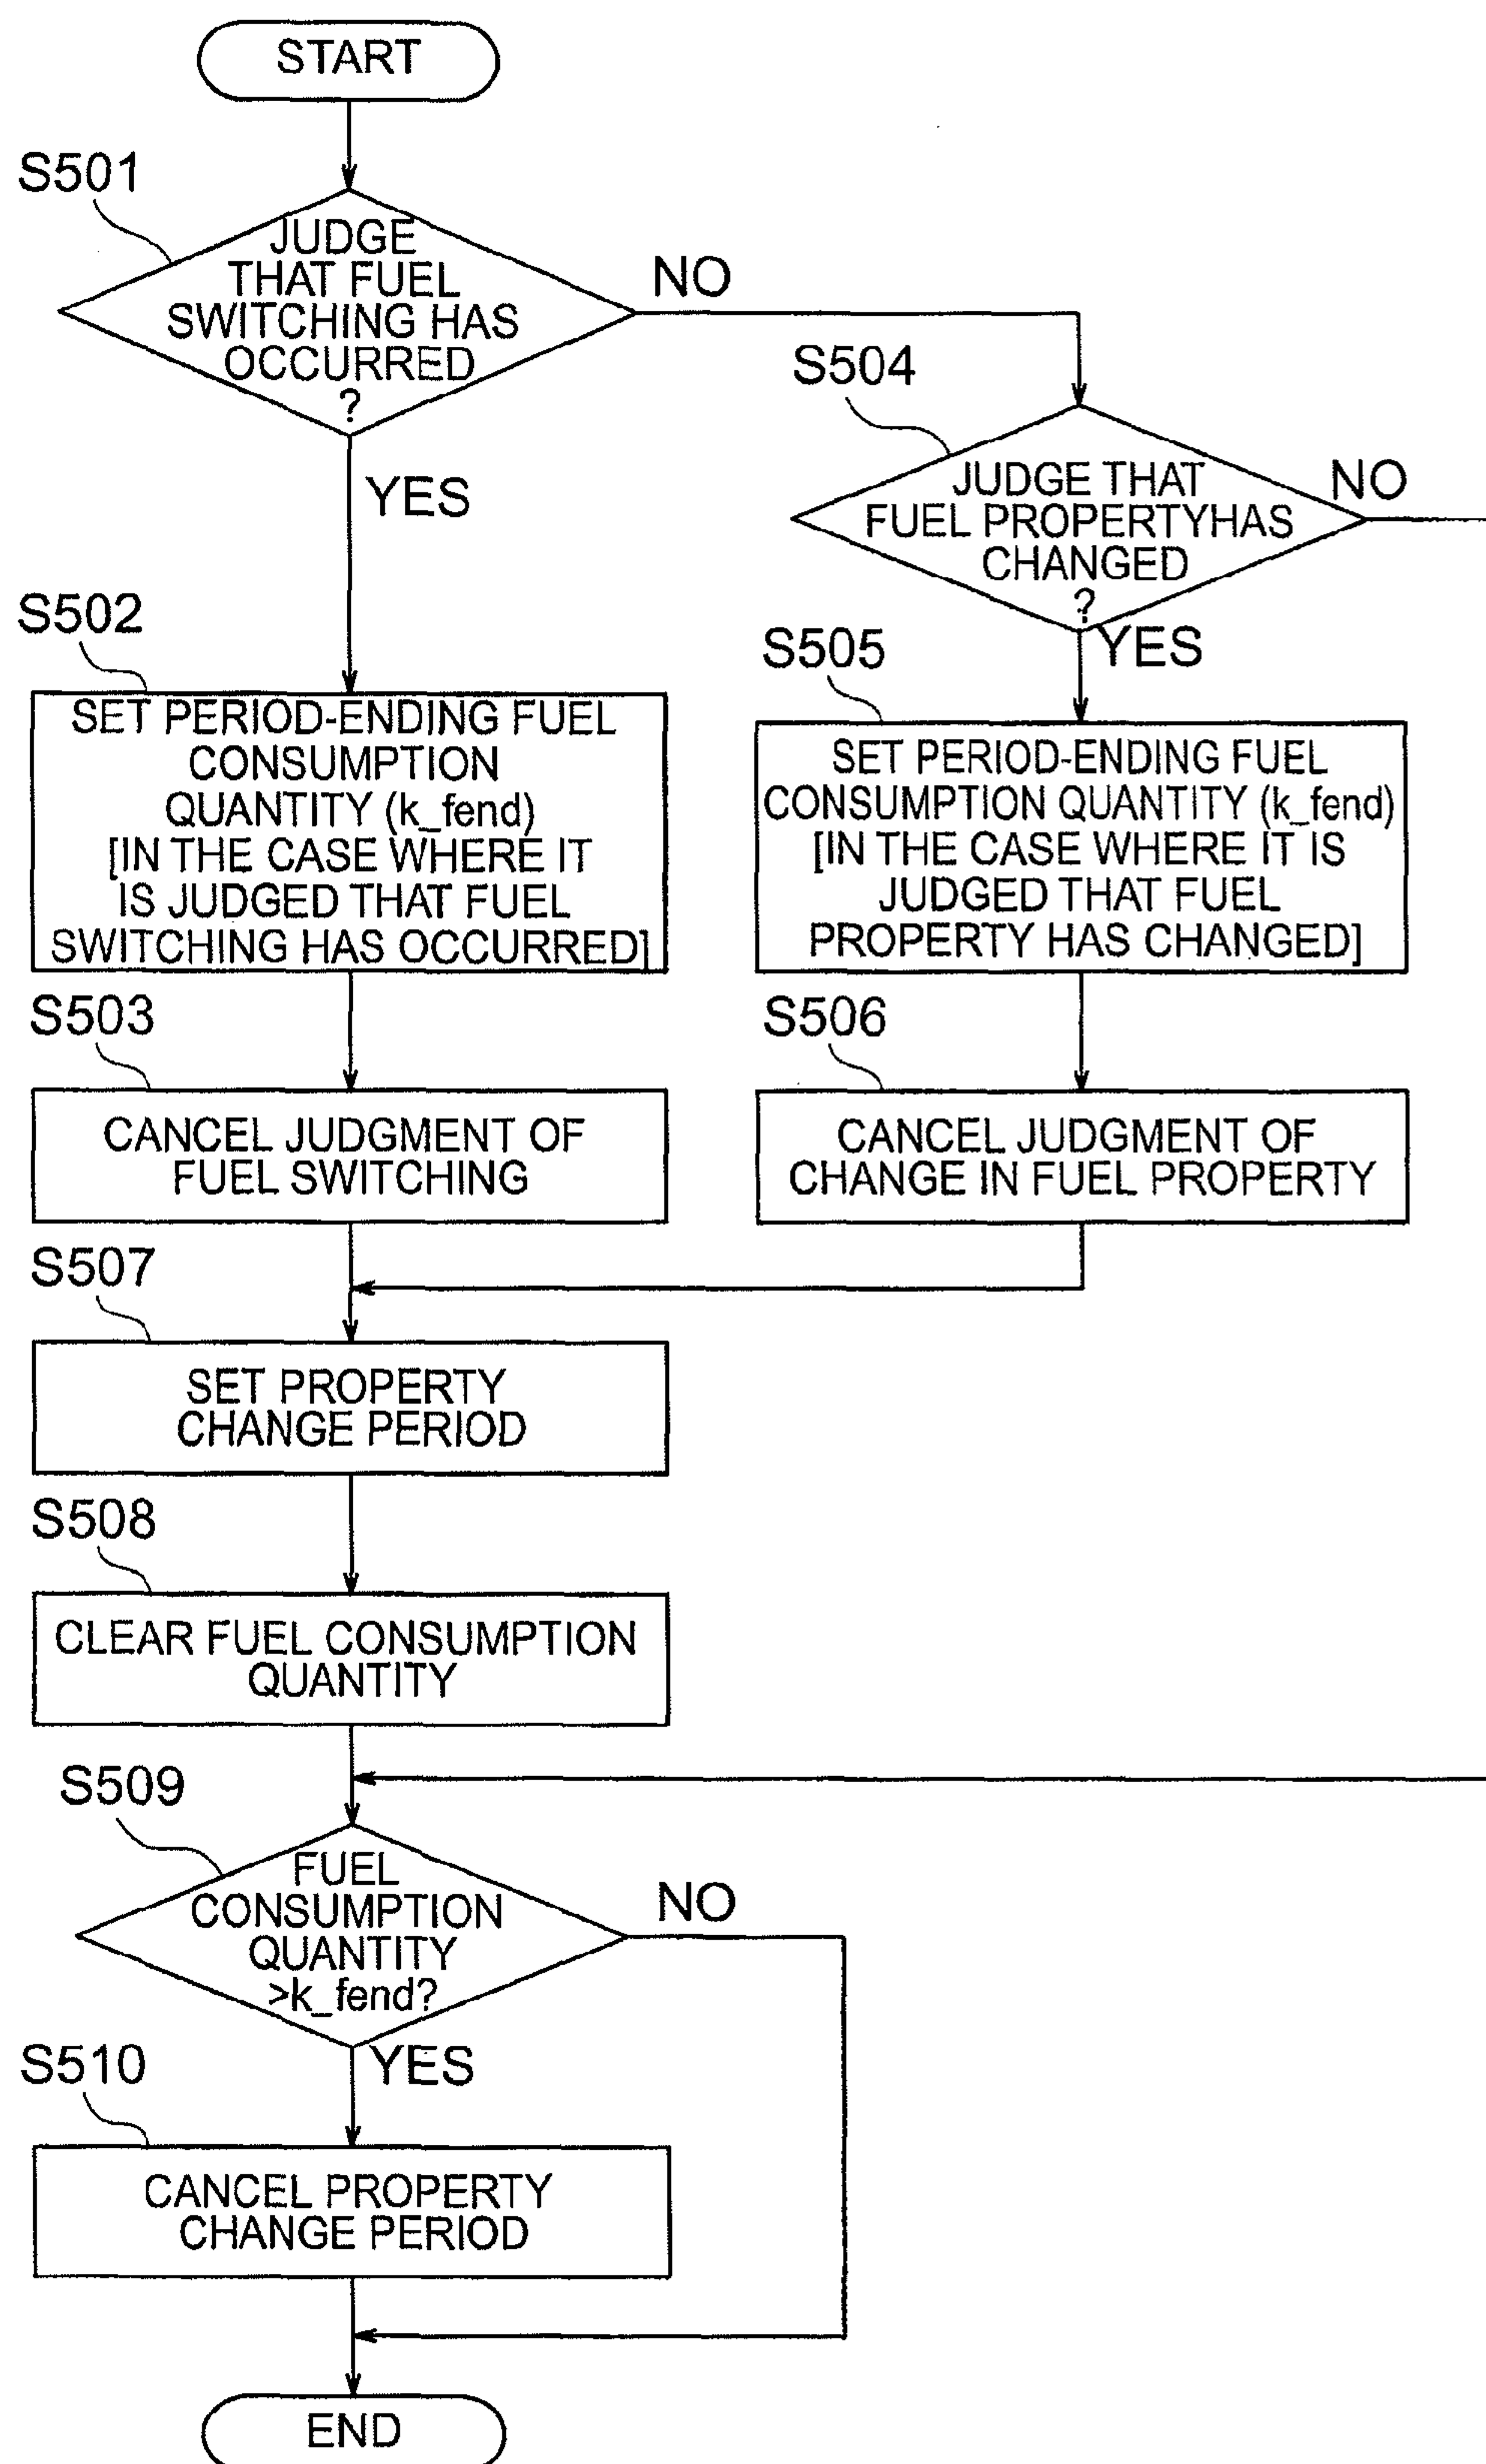 START
S501
JUDGE
THAT FUEL
SWITCHING HAS
OCCURRED
?
NO
YES
S504
JUDGE THAT
FUEL PROPERTYHAS
CHANGED
?
NO
YES
S502
SET PERIOD-ENDING FUEL
CONSUMPTION
QUANTITY (k_fend)
[IN THE CASE WHERE IT
IS JUDGED THAT FUEL
SWITCHING HAS OCCURRED]
S505
SET PERIOD-ENDING FUEL
CONSUMPTION QUANTITY (k_fend)
[IN THE CASE WHERE IT IS
JUDGED THAT FUEL
PROPERTY HAS CHANGED]
S503
CANCEL JUDGMENT OF
FUEL SWITCHING
S506
CANCEL JUDGMENT OF
CHANGE IN FUEL PROPERTY
S507
SET PROPERTY
CHANGE PERIOD
S508
CLEAR FUEL CONSUMPTION
QUANTITY
S509
FUEL
CONSUMPTION
QUANTITY
>k_fend?
NO
YES
S510
CANCEL PROPERTY
CHANGE PERIOD
END